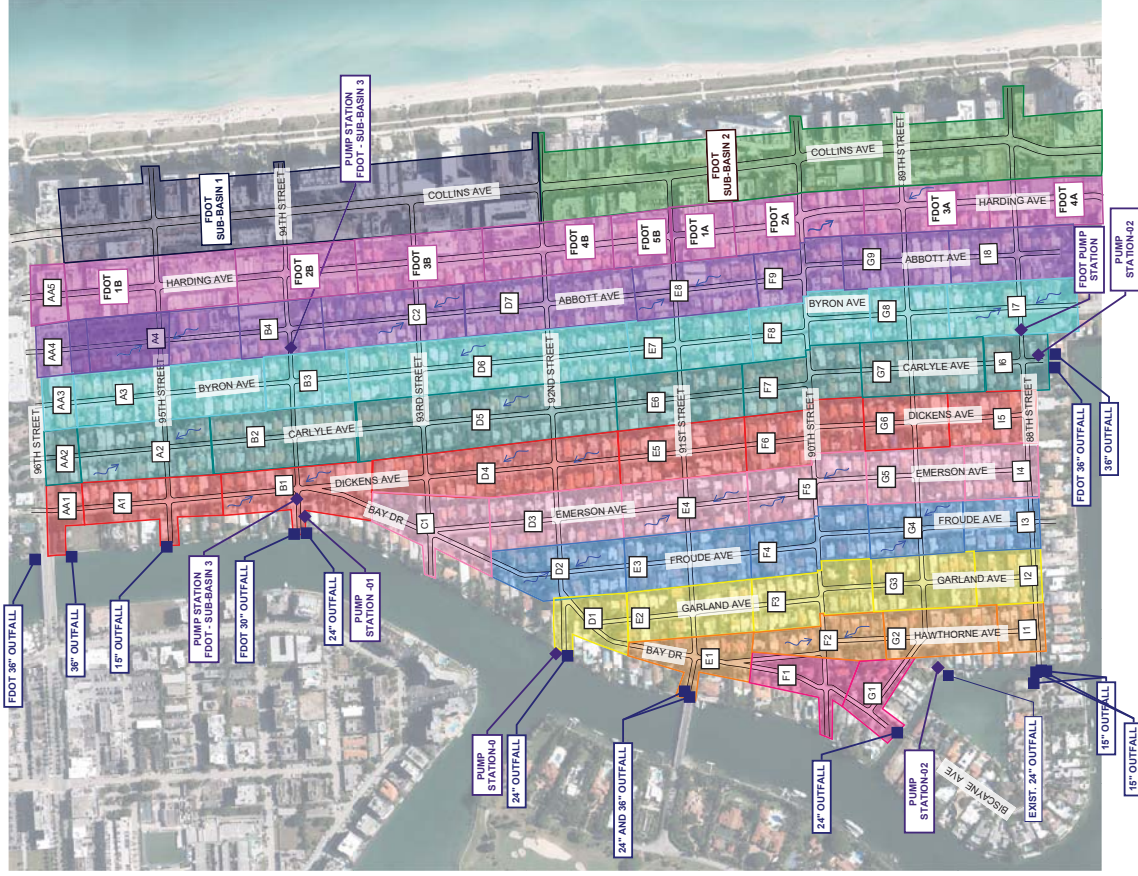 PUMP STATION
FDOT - SUB-BASIN 3
FDOT
SUB-BASIN 1
94TH STREET
COLLINS AVE
FDOT
SUB-BASIN 2
COLLINS AVE
89TH STREET
AA5
FDOT
1B
HARDING AVE
FDOT
2B
FDOT
3B
FDOT
4B
FDOT
5B
FDOT
1A
FDOT
2A
FDOT
3A
HARDING AVE
FDOT
4A
AA4
A4
B4
C2
D7
ABBOTT AVE
E8
F9
G9
ABBOTT AVE
I8
FDOT PUMP
STATION
PUMP
STATION-02
96TH STREET
AA3
A3
95TH STREET
BYRON AVE
B3
93RD STREET
D6
92ND STREET
E7
F8
BYRON AVE
G8
I7
AA2
A2
B2
CARLYLE AVE
D5
E6
91ST STREET
F7
90TH STREET
G7
CARLYLE AVE
I6
AA1
A1
B1
DICKENS AVE
D4
E5
F6
G6
DICKENS AVE
I5
88TH STREET
FDOT 36" OUTFALL
36" OUTFALL
BAY DR
C1
D3
EMERSON AVE
E4
F5
G5
EMERSON AVE
I4
D2
E3
FROUDE AVE
F4
G4
FROUDE AVE
I3
D1
E2
GARLAND AVE
F3
G3
GARLAND AVE
I2
BAY DR
E1
F2
G2
HAWTHORNE AVE
I1
F1
G1
FDOT 36" OUTFALL
36" OUTFALL
15" OUTFALL
PUMP STATION
FDOT - SUB-BASIN 3
FDOT 30" OUTFALL
24" OUTFALL
PUMP
STATION -01
PUMP
STATION-0
24" OUTFALL
24" AND 36" OUTFALL
24" OUTFALL
PUMP
STATION-02
BISCAYNE AVE
EXIST. 24" OUTFALL
15" OUTFALL
15" OUTFALL